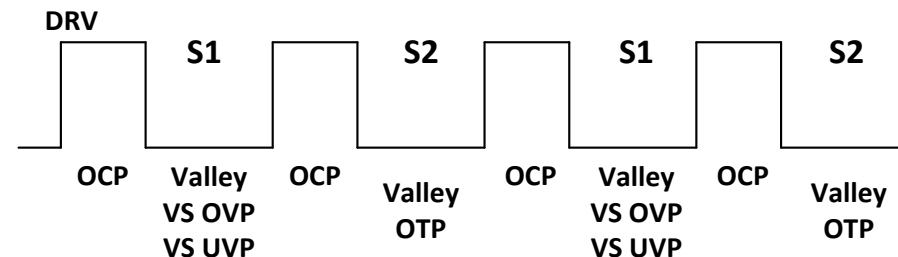 DRV
S1 S2 S1 S2
OCP Valley OCP Valley OCP Valley OCP Valley
VS OVP OTP VS OVP OTP
VS UVP VS UVP